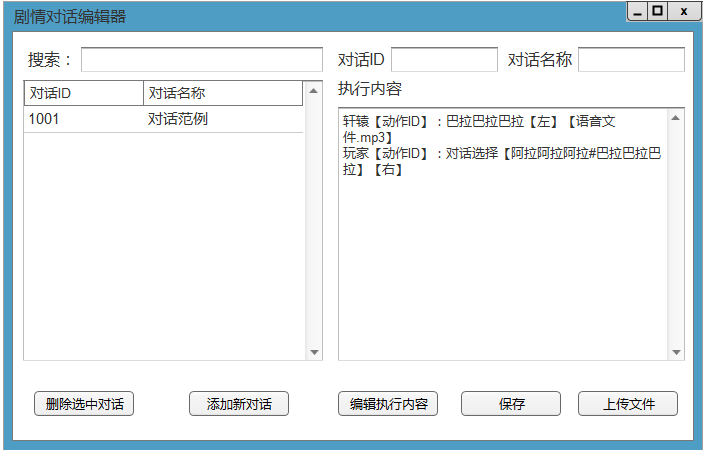 剧情对话编辑器
搜索：
对话ID
对话名称
对话ID 对话名称
1001 对话范例
执行内容
轩辕【动作ID】：巴拉巴拉巴拉【左】【语音文
件.mp3】
玩家【动作ID】：对话选择【阿拉阿拉阿拉#巴拉巴拉巴
拉】【右】
删除选中对话
添加新对话
编辑执行内容
保存
上传文件